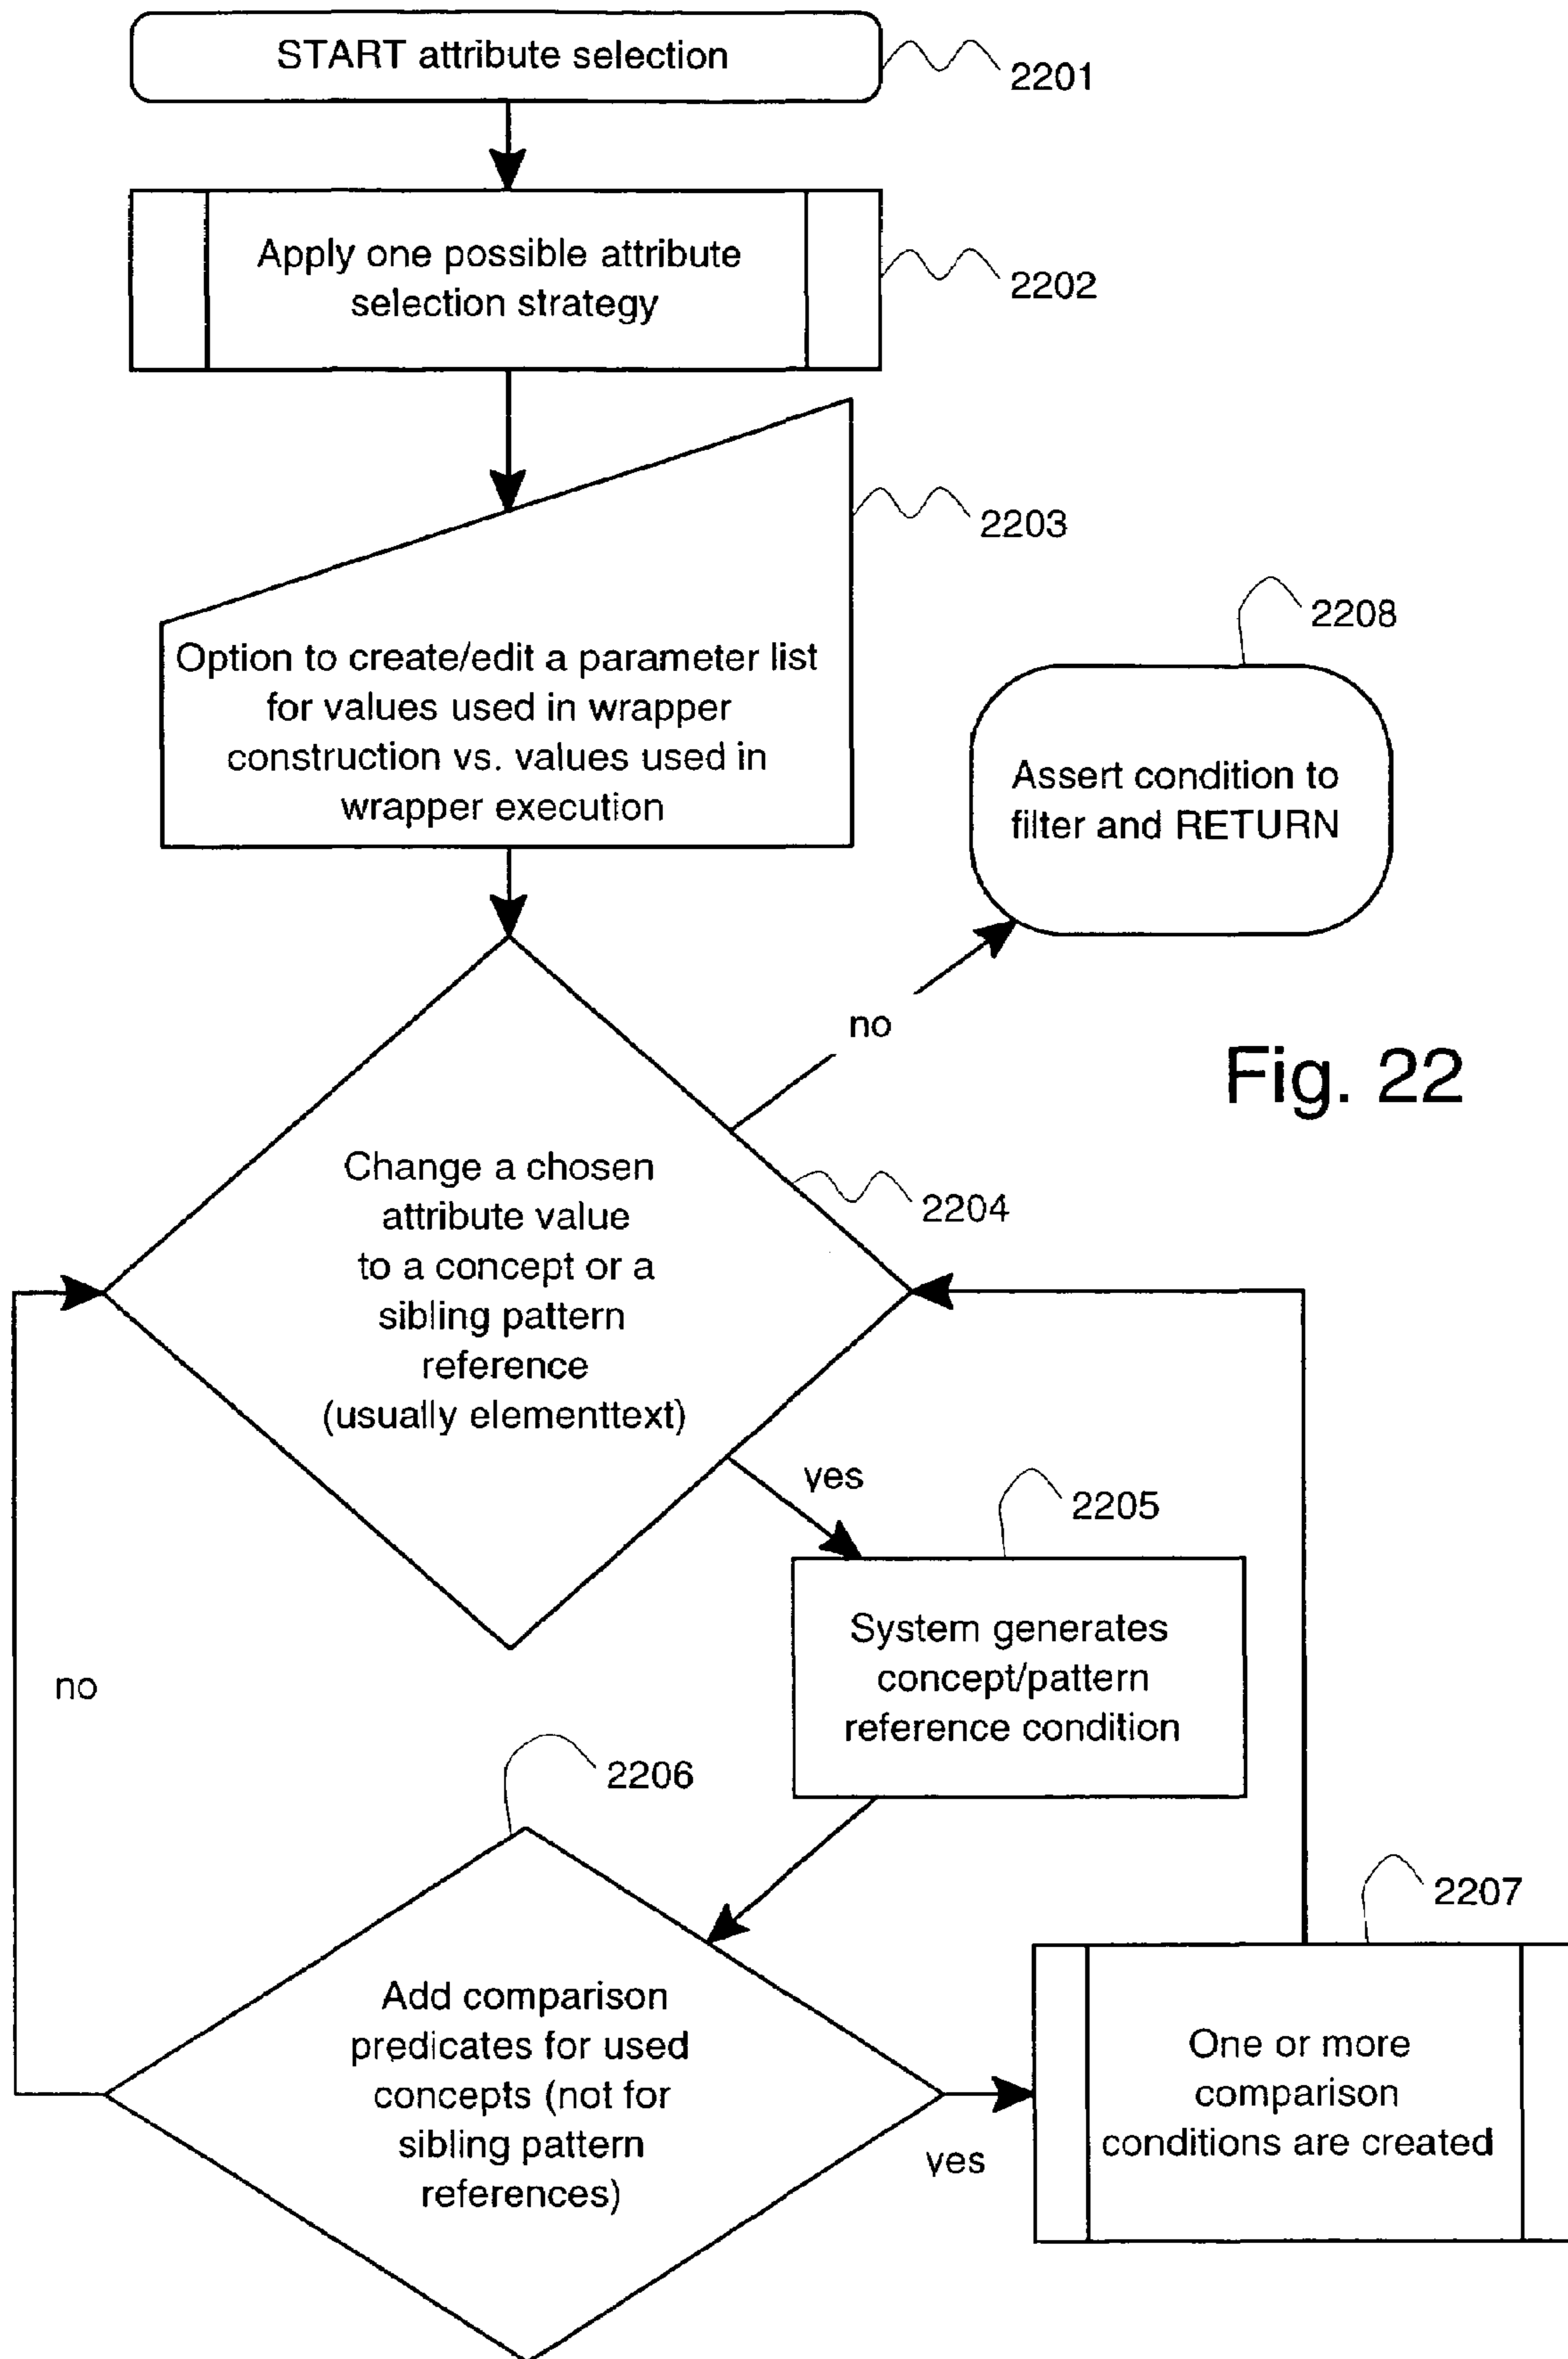 START attribute selection
2201
Apply one possible attribute
selection strategy
2202
2203
Option to create/edit a parameter list
for values used in wrapper
construction vs. values used in
wrapper execution
2208
Assert condition to
filter and RETURN
no
Fig. 22
Change a chosen
attribute value
to a concept or a
sibling pattern
reference
(usually elementtext)
2204
yes
2205
System generates
concept/pattern
reference condition
no
2206
2207
Add comparison
predicates for used
concepts (not for
sibling pattern
references)
yes
One or more
comparison
conditions are created